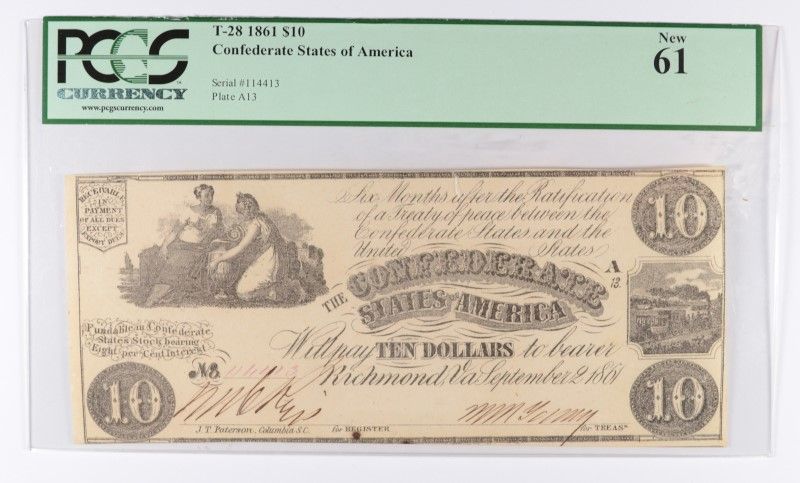 PCGS
CURRENCY
www.pcgscurrency.com
T-28 1861 $10
Confederate States of America
Serial #114413
Plate A13
New
61
RECEIVABLE
IN
PAYMENT
OF ALL DUES
EXCEPT
EXPORT DUES
Six Months after the Ratification
of a Treaty of peace between the
Confederate States and the
United States
10
A
13
THE CONFEDERATE
STATES OF AMERICA
Fundable in Confederate
States Stock bearing
Eight per Cent Interest
Will pay TEN DOLLARS to bearer
No. 114413
Richmond, Va September 2 1861
10
10
J. T. Paterson, Columbia S.C.
for REGISTER
for TREASR